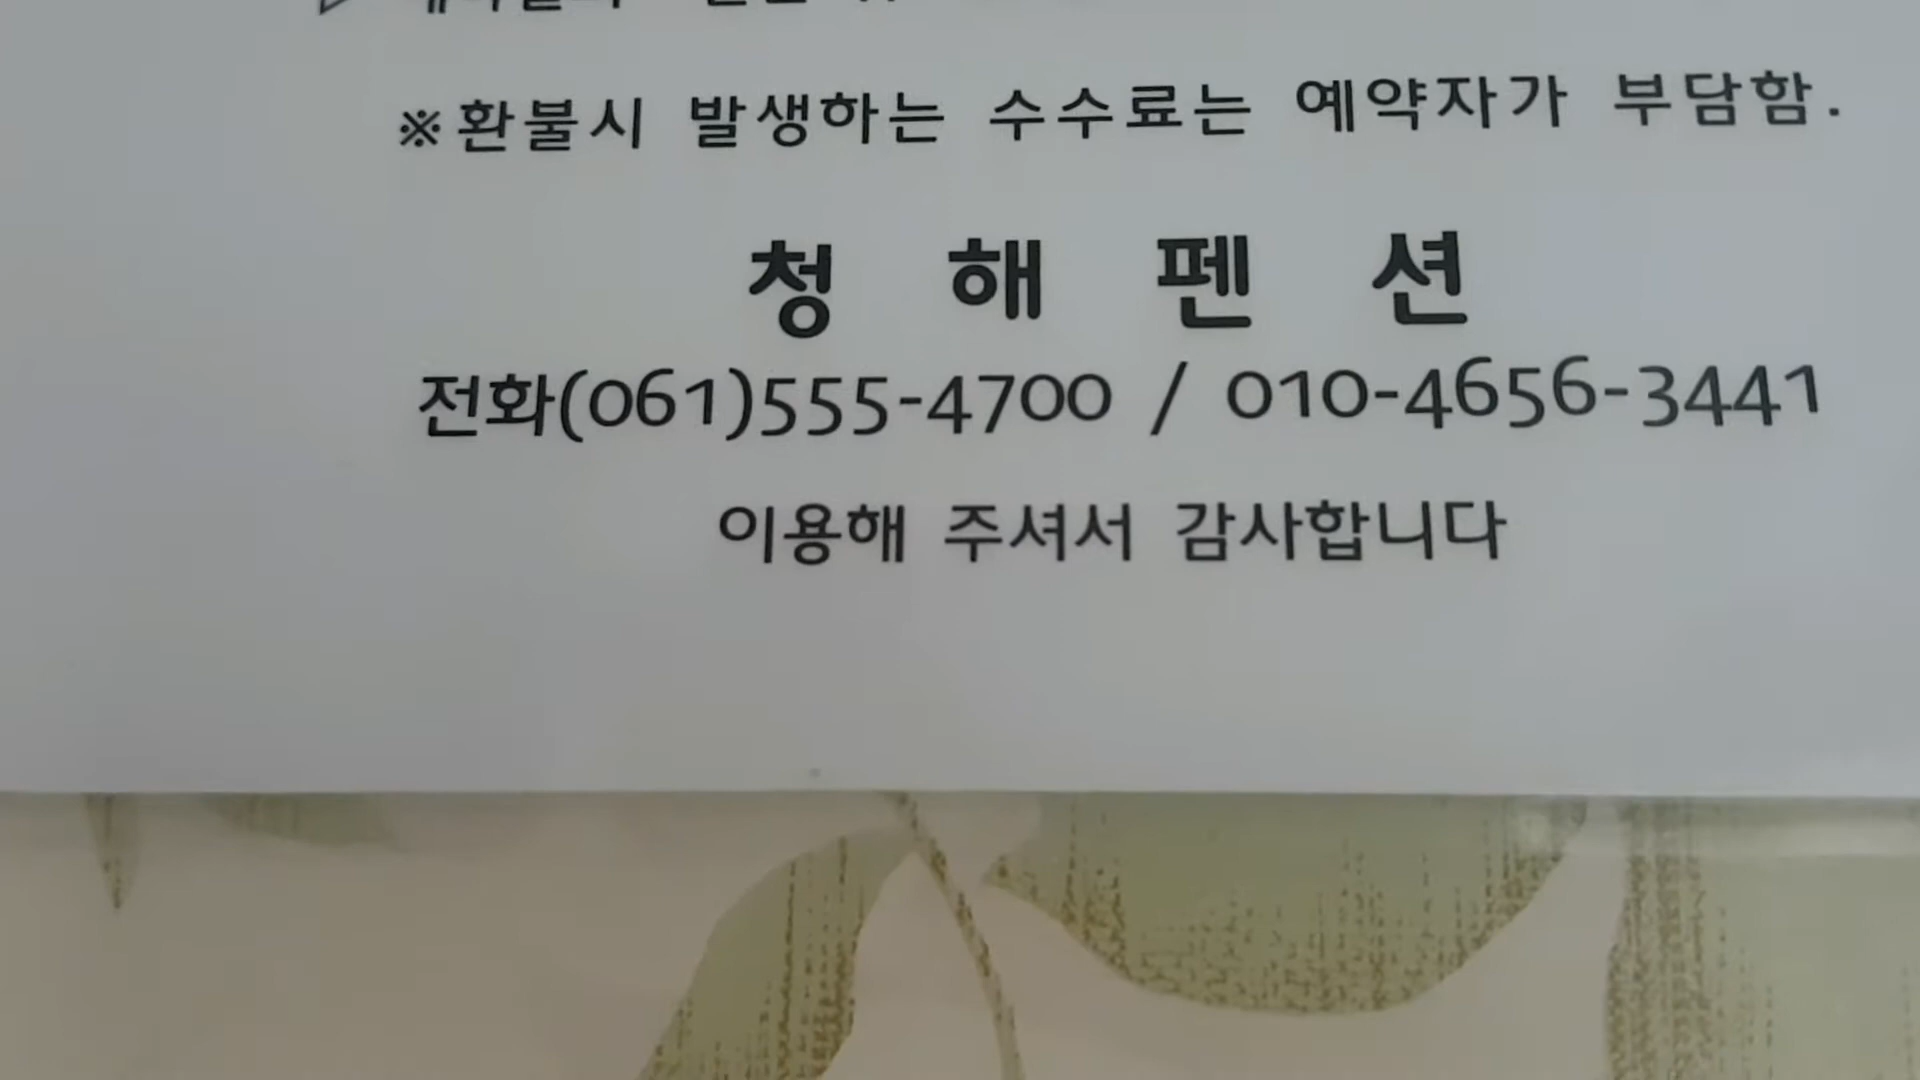 ※환불시 발생하는 수수료는 예약자가 부담함.
청 해 펜 션
전화(061)555-4700 / 010-4656-3441
이용해 주셔서 감사합니다